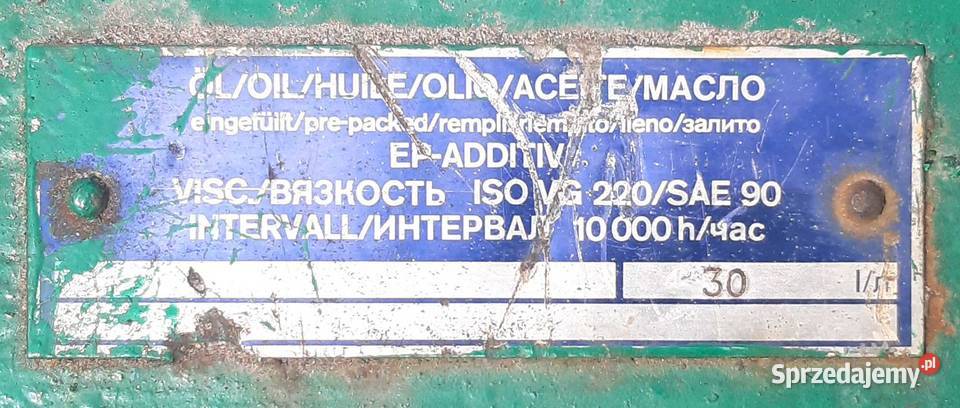 ÖL/OIL/HUILE/OLIO/ACEITE/МАСЛО
eingefüllt/pre-packed/rempli/riempito/lleno/залито
EP-ADDITIV
VISC./ВЯЗКОСТЬ ISO VG 220/SAE 90
INTERVALL/ИНТЕРВАЛ 10 000 h/час
30 l/л
Sprzedajemy.pl